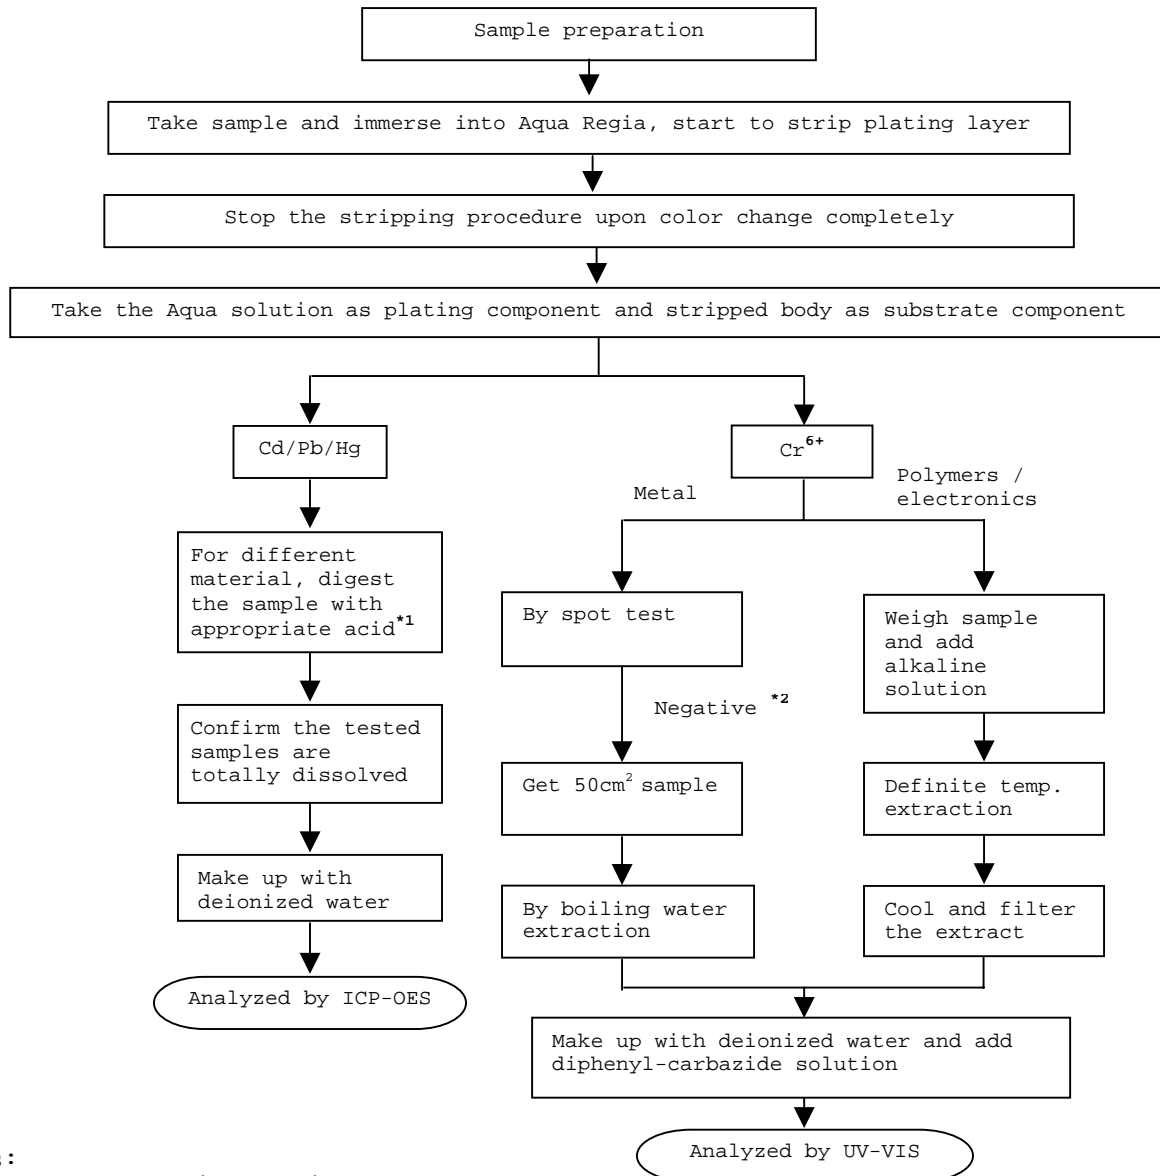 Sample preparation
Take sample and immerse into Aqua Regia, start to strip plating layer
Stop the stripping procedure upon color change completely
Take the Aqua solution as plating component and stripped body as substrate component
Cd/Pb/Hg
For different
material, digest
the sample with
appropriate acid*1
Confirm the tested
samples are
totally dissolved
Make up with
deionized water
Analyzed by ICP-OES
Cr6+
Metal
Polymers /
electronics
By spot test
Negative *2
Get 50cm2 sample
By boiling water
extraction
Weigh sample
and add
alkaline
solution
Definite temp.
extraction
Cool and filter
the extract
Make up with deionized water and add
diphenyl-carbazide solution
Analyzed by UV-VIS